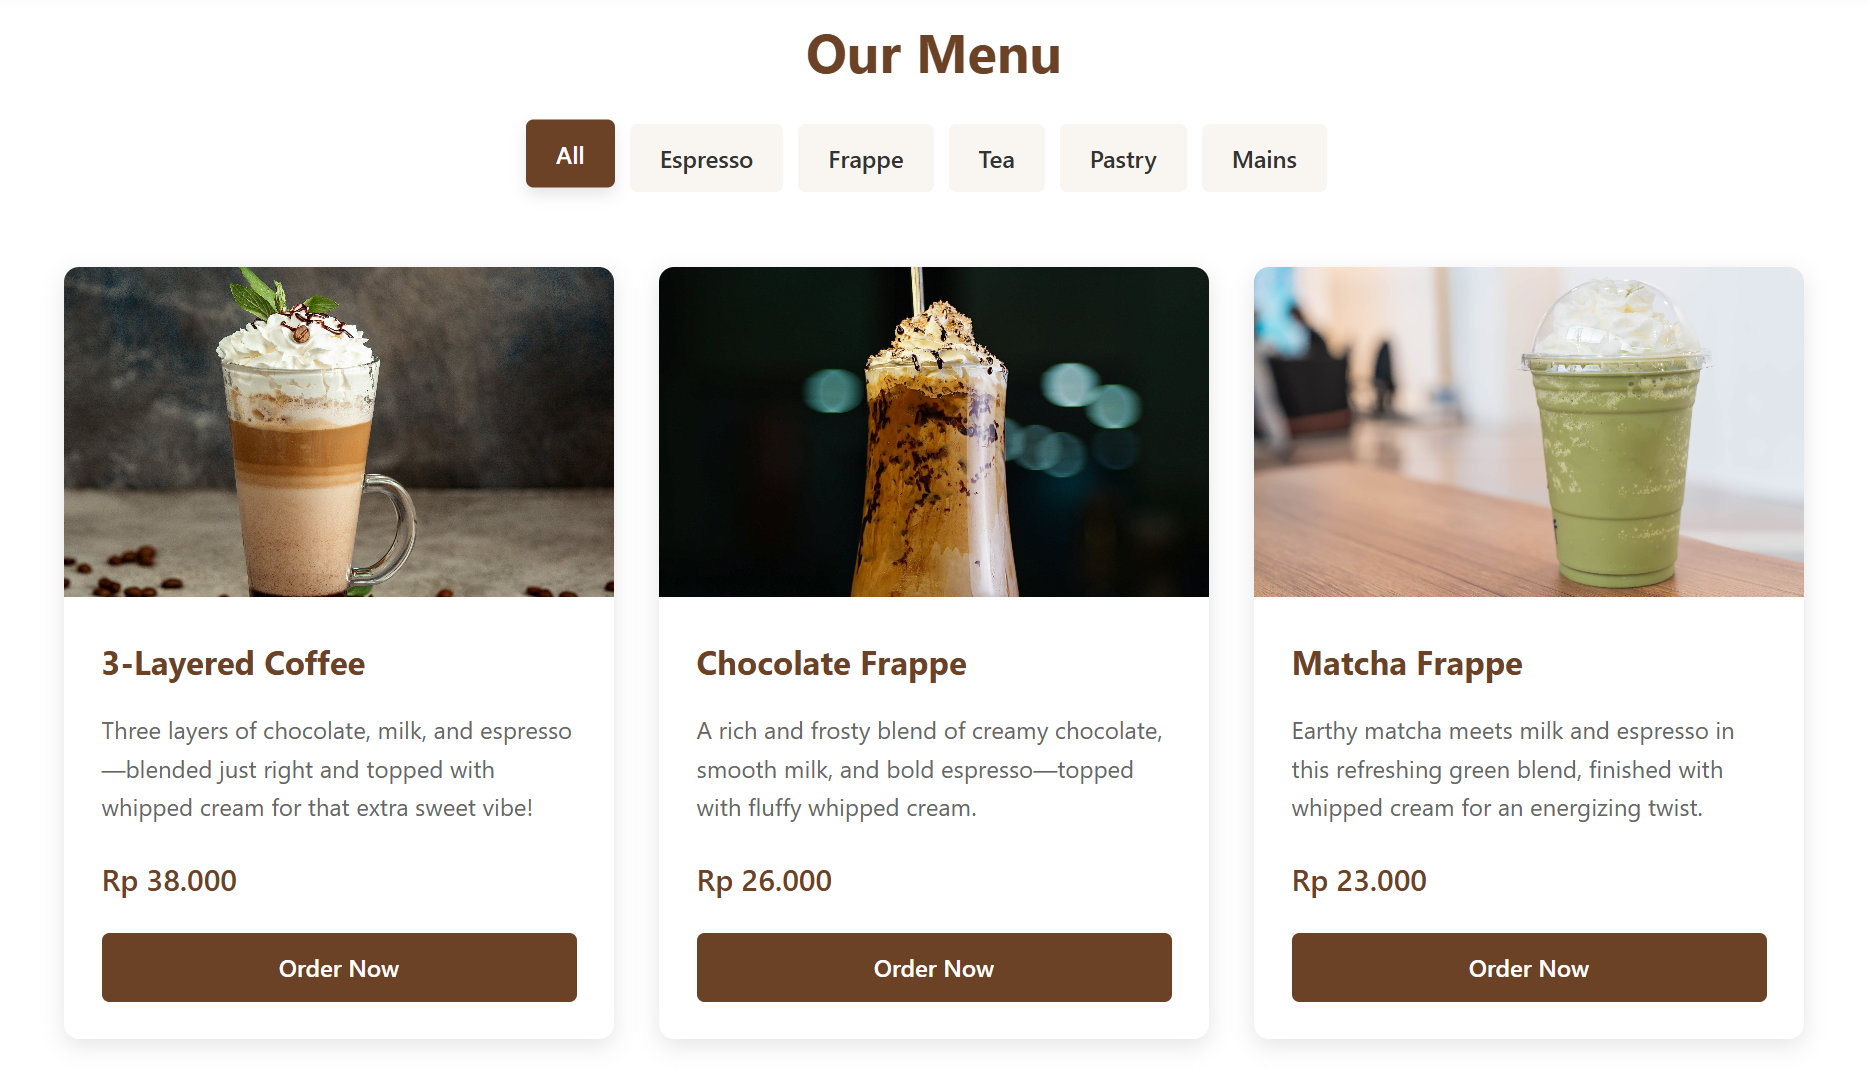 Our Menu
All
Espresso
Frappe
Tea
Pastry
Mains
3-Layered Coffee
Three layers of chocolate, milk, and espresso
—blended just right and topped with
whipped cream for that extra sweet vibe!
Rp 38.000
Order Now
Chocolate Frappe
A rich and frosty blend of creamy chocolate,
smooth milk, and bold espresso—topped
with fluffy whipped cream.
Rp 26.000
Order Now
Matcha Frappe
Earthy matcha meets milk and espresso in
this refreshing green blend, finished with
whipped cream for an energizing twist.
Rp 23.000
Order Now